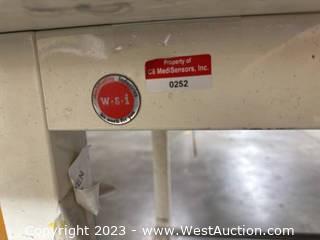 Property of
C8 MediSensors, Inc.
0252
w·s·i
Copyright 2023 - www.WestAuction.com